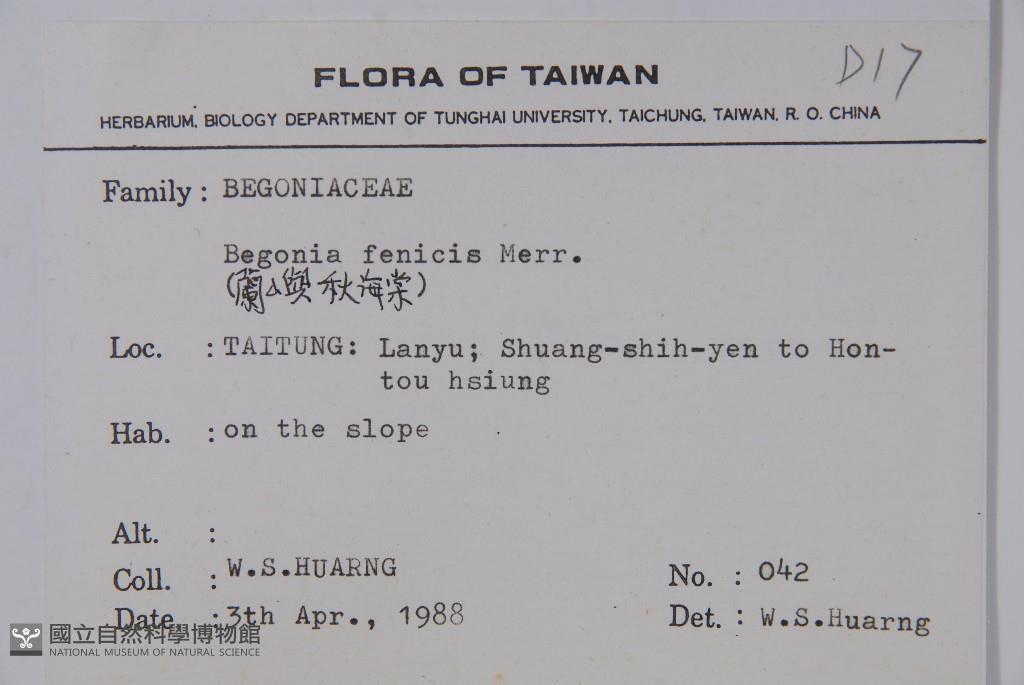 D17
FLORA OF TAIWAN
HERBARIUM, BIOLOGY DEPARTMENT OF TUNGHAI UNIVERSITY, TAICHUNG, TAIWAN, R. O. CHINA
Family : BEGONIACEAE
Begonia fenicis Merr.
(蘭山與秋海棠)
Loc. : TAITUNG: Lanyu; Shuang-shih-yen to Hon-
tou hsiung
Hab. : on the slope
Alt. :
Coll. : W.S.HUARNG No. : 042
Date : 3th Apr., 1988 Det. : W.S.Huarng
國立自然科學博物館
NATIONAL MUSEUM OF NATURAL SCIENCE